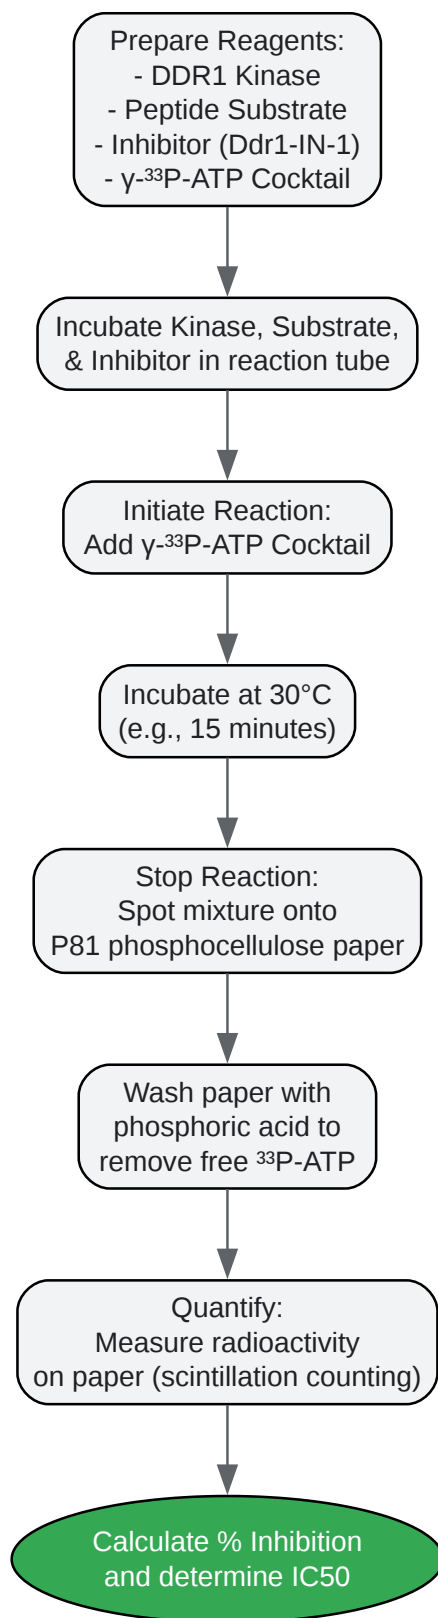 Prepare Reagents:
- DDR1 Kinase
- Peptide Substrate
- Inhibitor (Ddr1-IN-1)
- γ-³³P-ATP Cocktail
Incubate Kinase, Substrate,
& Inhibitor in reaction tube
Initiate Reaction:
Add γ-³³P-ATP Cocktail
Incubate at 30°C
(e.g., 15 minutes)
Stop Reaction:
Spot mixture onto
P81 phosphocellulose paper
Wash paper with
phosphoric acid to
remove free ³³P-ATP
Quantify:
Measure radioactivity
on paper (scintillation counting)
Calculate % Inhibition
and determine IC50